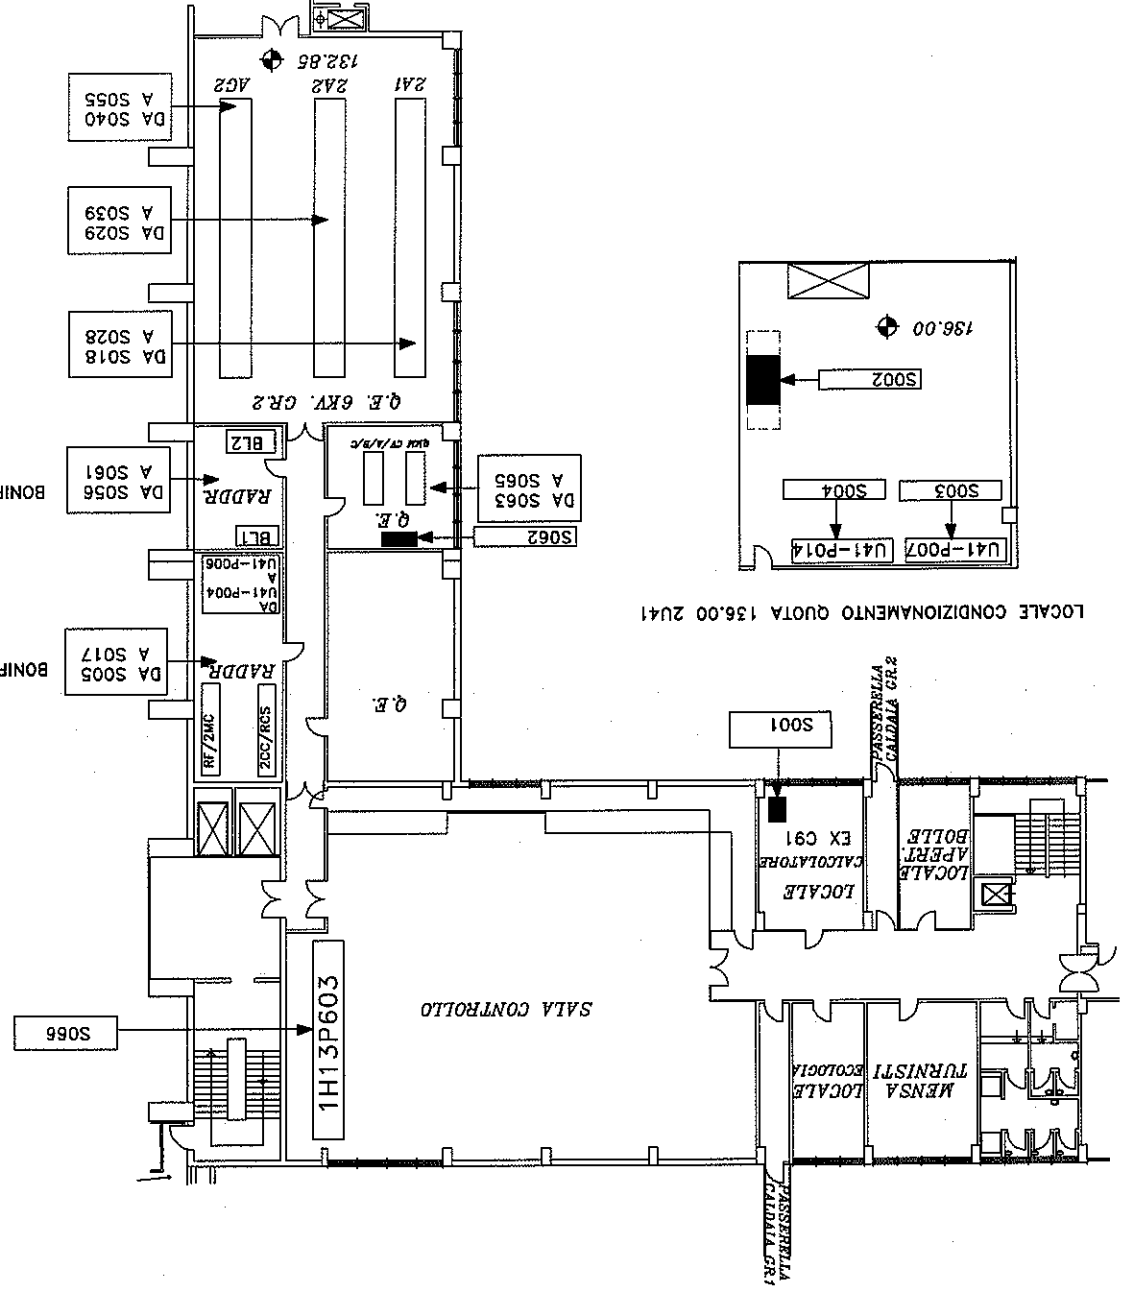 PASSERELLA
CALDAIA GR.1
MENSA
TURNISTI
LOCALE
ECOLOGIA
SALA CONTROLLO
1H13P603
S066
LOCALE
APERT.
BOLLE
LOCALE
CALCOLATORE
EX C91
S001
PASSERELLA
CALDAIA GR.2
RF/2MC
2CC/RCS
Q.E.
RADDR
DA S005
A S017
BONIF
LOCALE CONDIZIONAMENTO QUOTA 136.00 2U41
U41-P007
U41-P014
S003
S004
S002
136.00
DA
U41-P004
A
U41-P006
S062
Q.E.
BL1
DA S063
A S065
QMM CV/A/B/C
RADDR
BL2
DA S056
A S061
BONIF
Q.E. 6KV. GR.2
DA S018
A S028
DA S029
A S039
DA S040
A S055
2A1
2A2
AG2
132.85